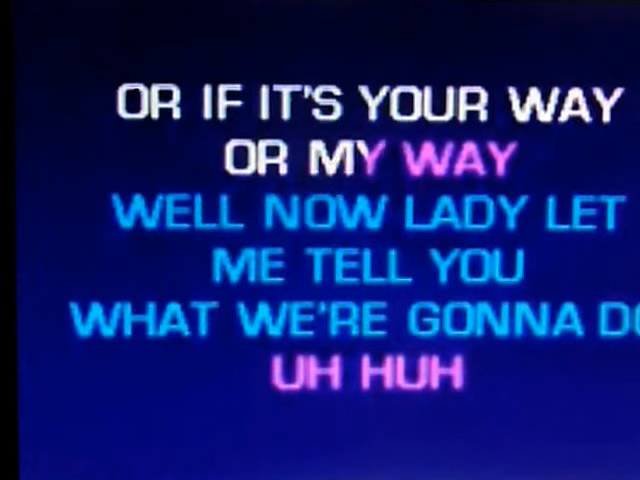 OR IF IT'S YOUR WAY
OR MY WAY
WELL NOW LADY LET
ME TELL YOU
WHAT WE'RE GONNA DO
UH HUH